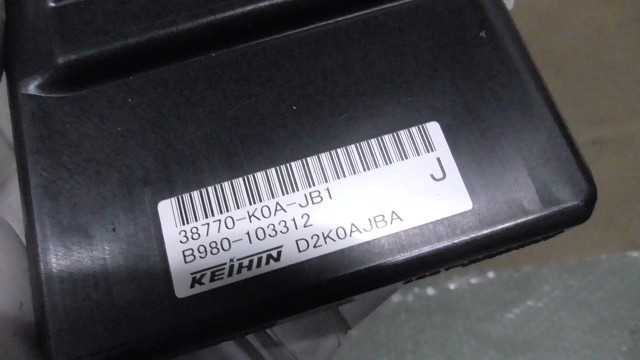 J
38770-K0A-JB1
B980-103312
KEIHIN D2K0AJBA